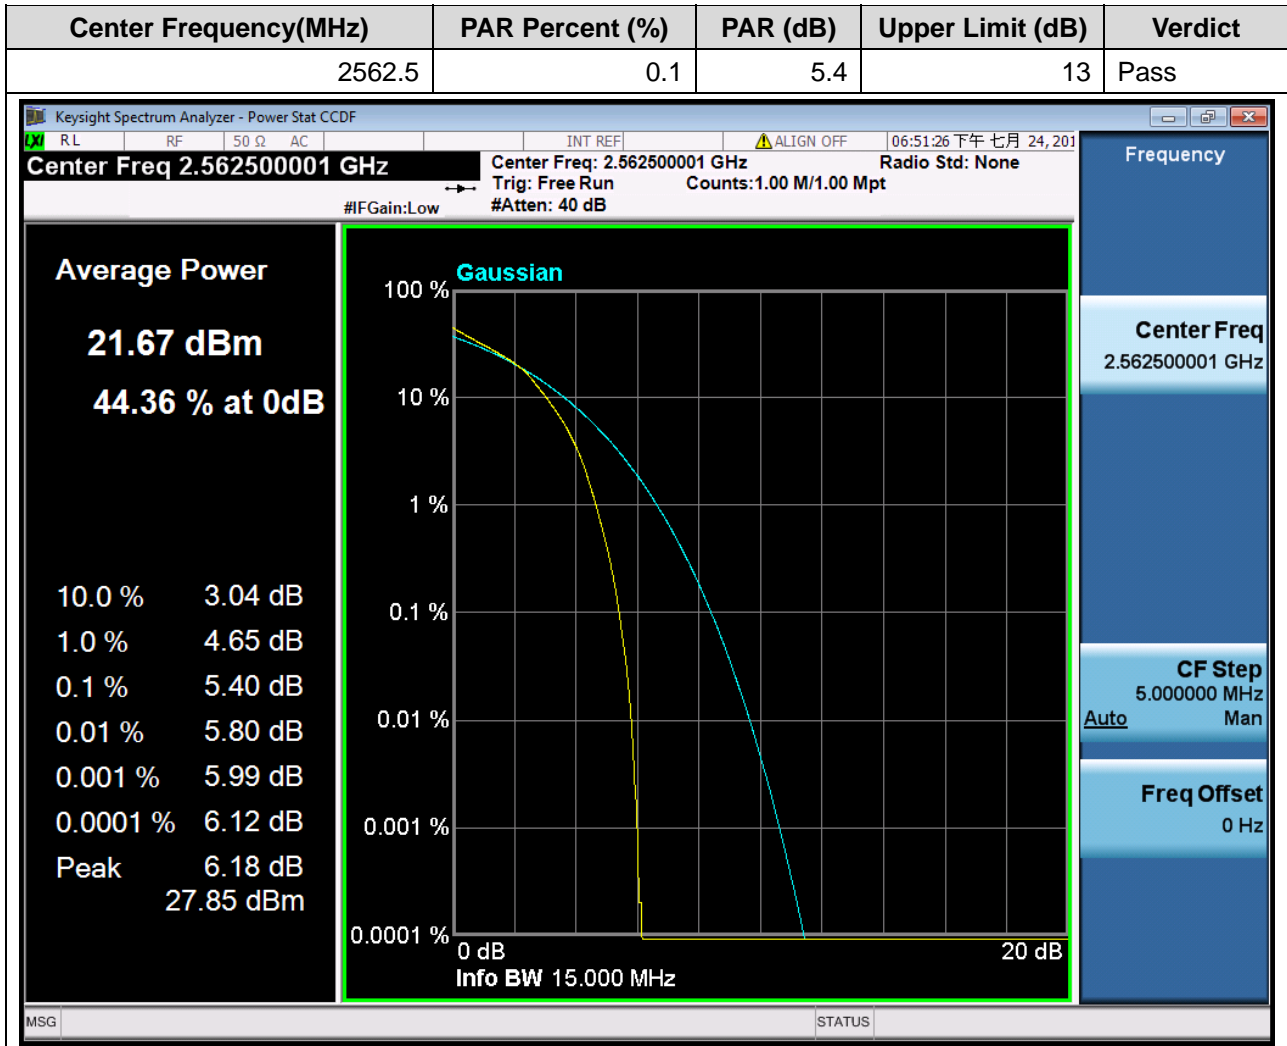 Center Frequency(MHz) PAR Percent (%) PAR (dB) Upper Limit (dB) Verdict
2562.5 0.1 5.4 13 Pass
Keysight Spectrum Analyzer - Power Stat CCDF
LXI RL RF 50 Ω AC INT REF ALIGN OFF 06:51:26 下午 七月 24, 201
Center Freq 2.562500001 GHz
Center Freq: 2.562500001 GHz Radio Std: None
Trig: Free Run Counts:1.00 M/1.00 Mpt
#IFGain:Low #Atten: 40 dB
Frequency
Average Power
21.67 dBm
44.36 % at 0dB
10.0 % 3.04 dB
1.0 % 4.65 dB
0.1 % 5.40 dB
0.01 % 5.80 dB
0.001 % 5.99 dB
0.0001 % 6.12 dB
Peak 6.18 dB
27.85 dBm
Gaussian
100 %
10 %
1 %
0.1 %
0.01 %
0.001 %
0.0001 %
0 dB 20 dB
Info BW 15.000 MHz
Center Freq
2.562500001 GHz
CF Step
5.000000 MHz
Auto Man
Freq Offset
0 Hz
MSG STATUS